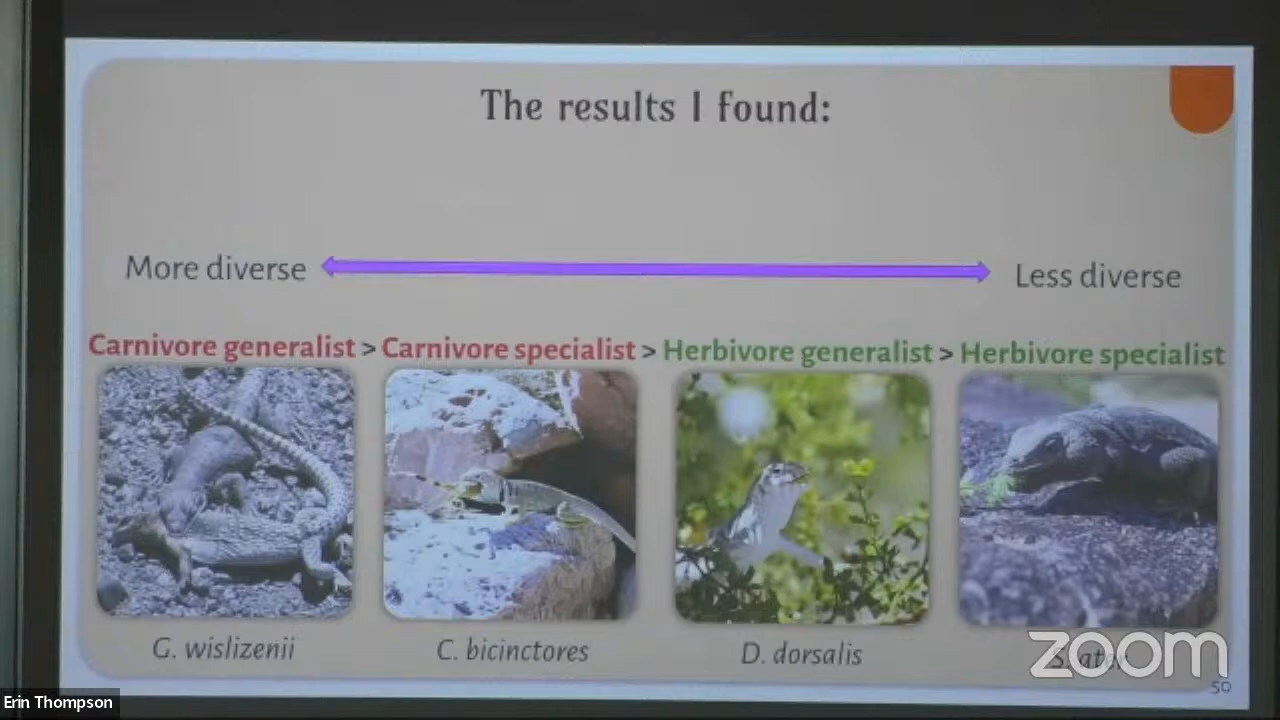 The results I found:
More diverse
Less diverse
Carnivore generalist > Carnivore specialist > Herbivore generalist > Herbivore specialist
G. wislizenii
C. bicinctores
D. dorsalis
zoom
50
Erin Thompson